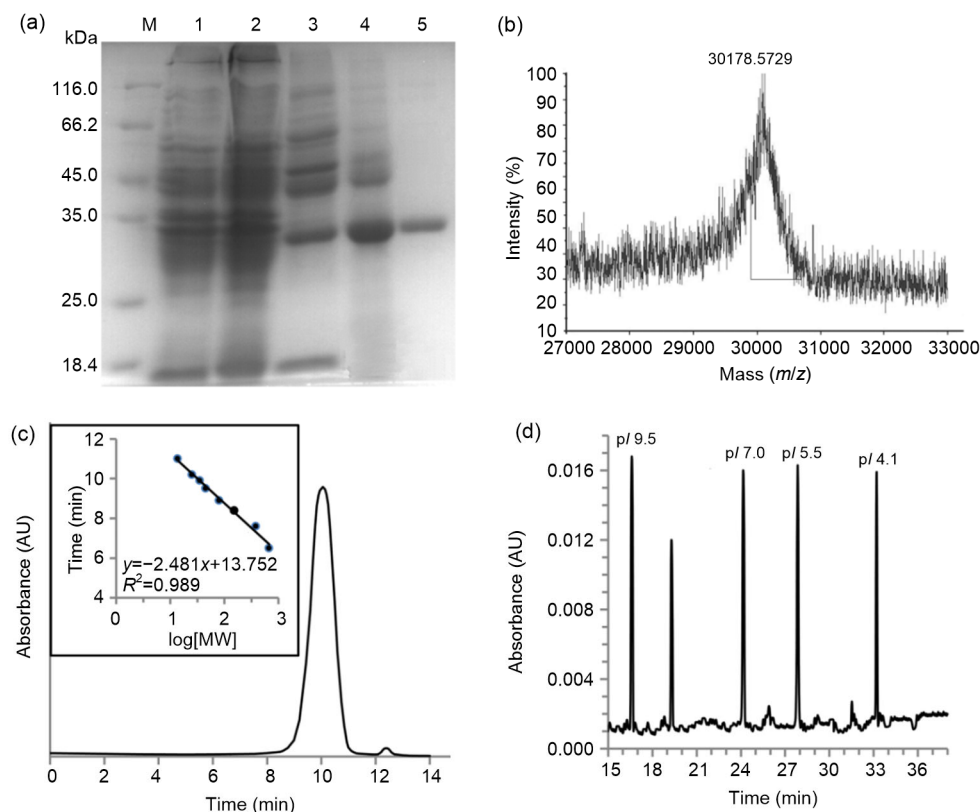 (a)
M 1 2 3 4 5
kDa
116.0
66.2
45.0
35.0
25.0
18.4
(b)
30178.5729
100
90
80
70
60
50
40
30
20
10
Intensity (%)
27000 28000 29000 30000 31000 32000 33000
Mass (m/z)
(c)
Absorbance (AU)
12
10
8
6
4
Time (min)
y=−2.481x+13.752
R²=0.989
0 1 2 3
log[MW]
0 2 4 6 8 10 12 14
Time (min)
(d)
pI 9.5 pI 7.0 pI 5.5 pI 4.1
0.016
0.012
0.008
0.004
0.000
Absorbance (AU)
15 18 21 24 27 30 33 36
Time (min)